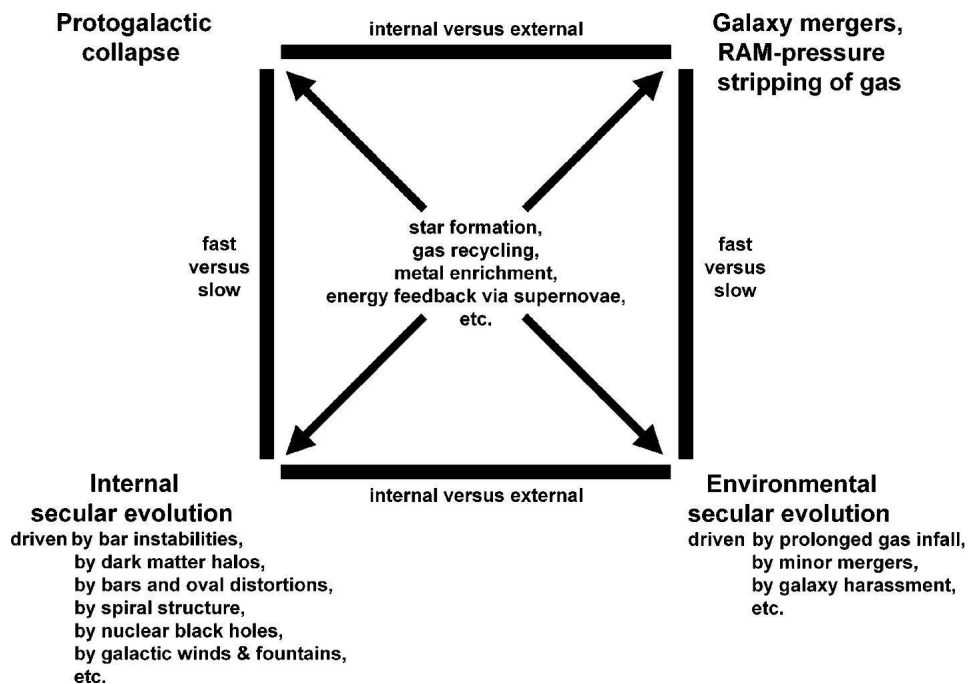 Protogalactic
collapse
internal versus external
Galaxy mergers,
RAM-pressure
stripping of gas
fast
versus
slow
star formation,
gas recycling,
metal enrichment,
energy feedback via supernovae,
etc.
fast
versus
slow
Internal
secular evolution
driven by bar instabilities,
by dark matter halos,
by bars and oval distortions,
by spiral structure,
by nuclear black holes,
by galactic winds & fountains,
etc.
internal versus external
Environmental
secular evolution
driven by prolonged gas infall,
by minor mergers,
by galaxy harassment,
etc.